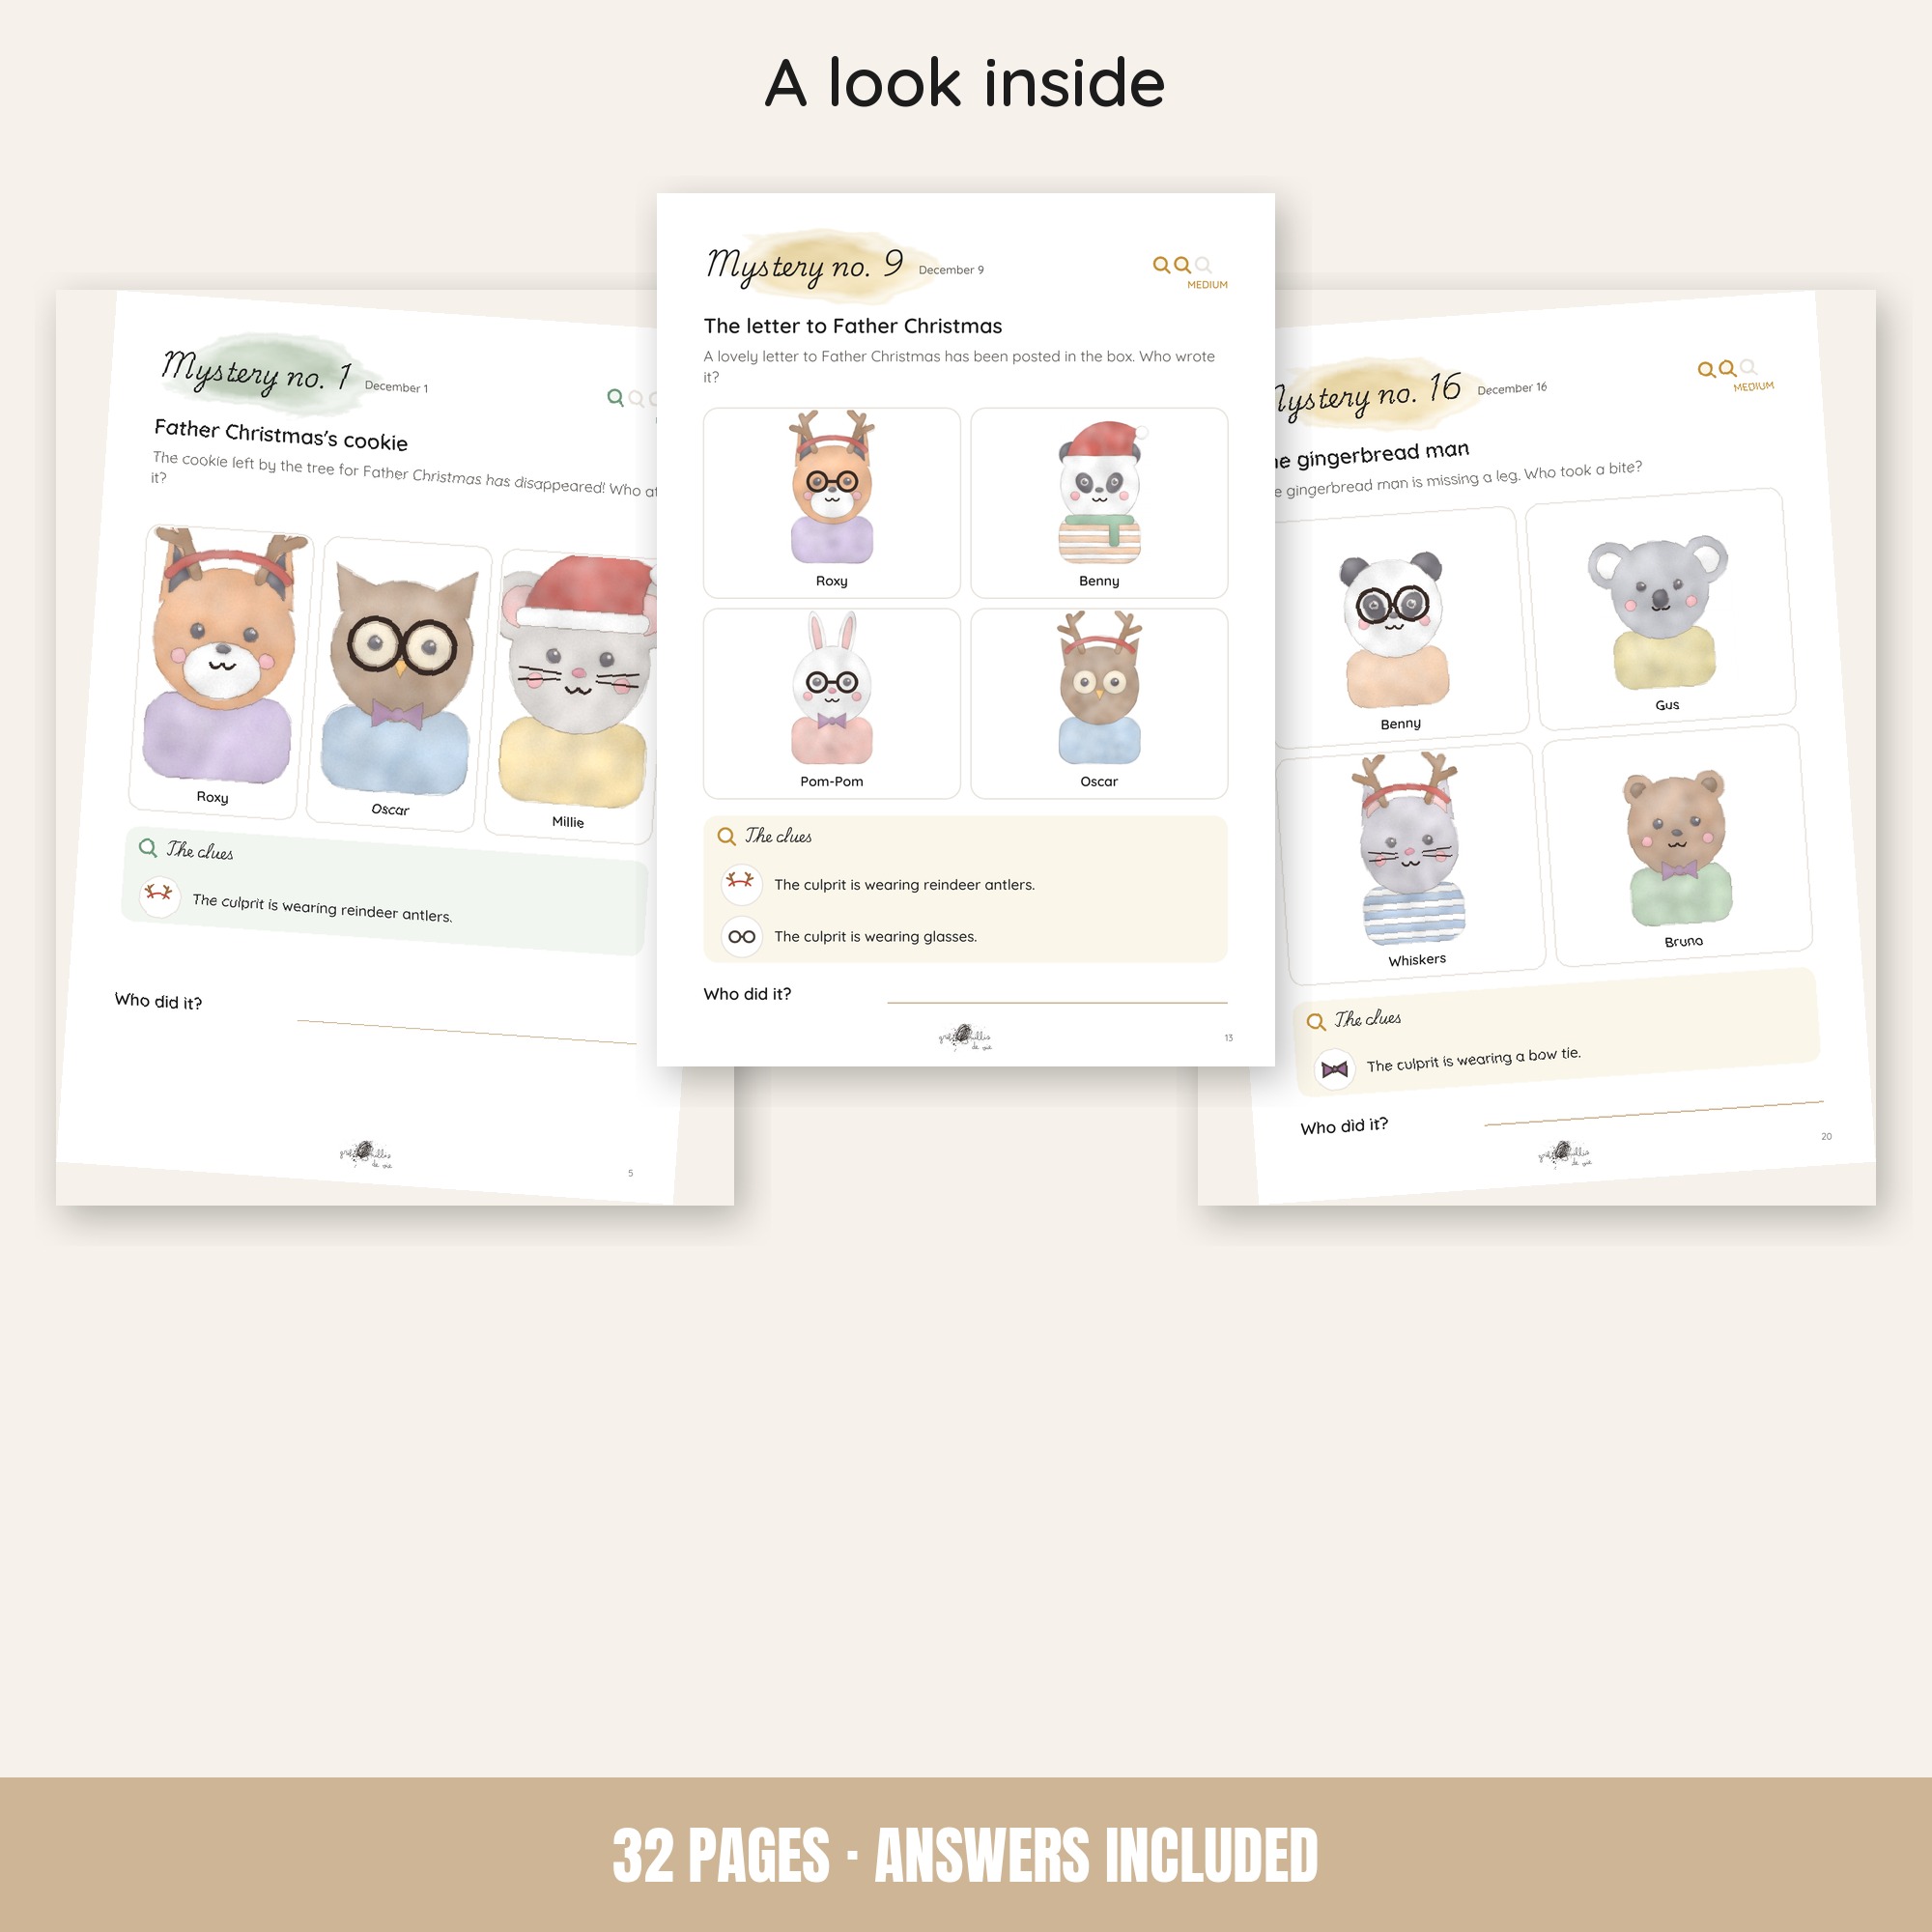 A look inside
Mystery no. 1 December 1
Father Christmas's cookie
The cookie left by the tree for Father Christmas has disappeared! Who
it?
Roxy
Oscar
Millie
The clues
The culprit is wearing reindeer antlers.
Who did it?
5
Mystery no. 9 December 9
MEDIUM
The letter to Father Christmas
A lovely letter to Father Christmas has been posted in the box. Who wrote
it?
Roxy
Benny
Pom-Pom
Oscar
The clues
The culprit is wearing reindeer antlers.
The culprit is wearing glasses.
Who did it?
13
Mystery no. 16 December 16
MEDIUM
gingerbread man
gingerbread man is missing a leg. Who took a bite?
Benny
Gus
Whiskers
Bruno
The clues
The culprit is wearing a bow tie.
Who did it?
20
32 PAGES · ANSWERS INCLUDED